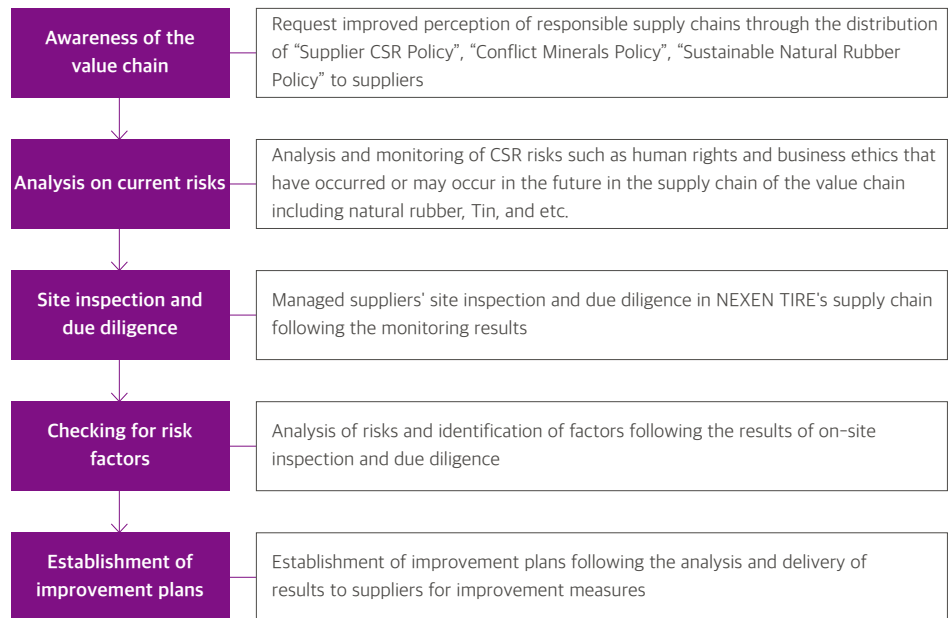 Awareness of the
value chain
Request improved perception of responsible supply chains through the distribution
of “Supplier CSR Policy”, “Conflict Minerals Policy”, “Sustainable Natural Rubber
Policy” to suppliers
Analysis on current risks
Analysis and monitoring of CSR risks such as human rights and business ethics that
have occurred or may occur in the future in the supply chain of the value chain
including natural rubber, Tin, and etc.
Site inspection and
due diligence
Managed suppliers' site inspection and due diligence in NEXEN TIRE's supply chain
following the monitoring results
Checking for risk
factors
Analysis of risks and identification of factors following the results of on-site
inspection and due diligence
Establishment of
improvement plans
Establishment of improvement plans following the analysis and delivery of
results to suppliers for improvement measures